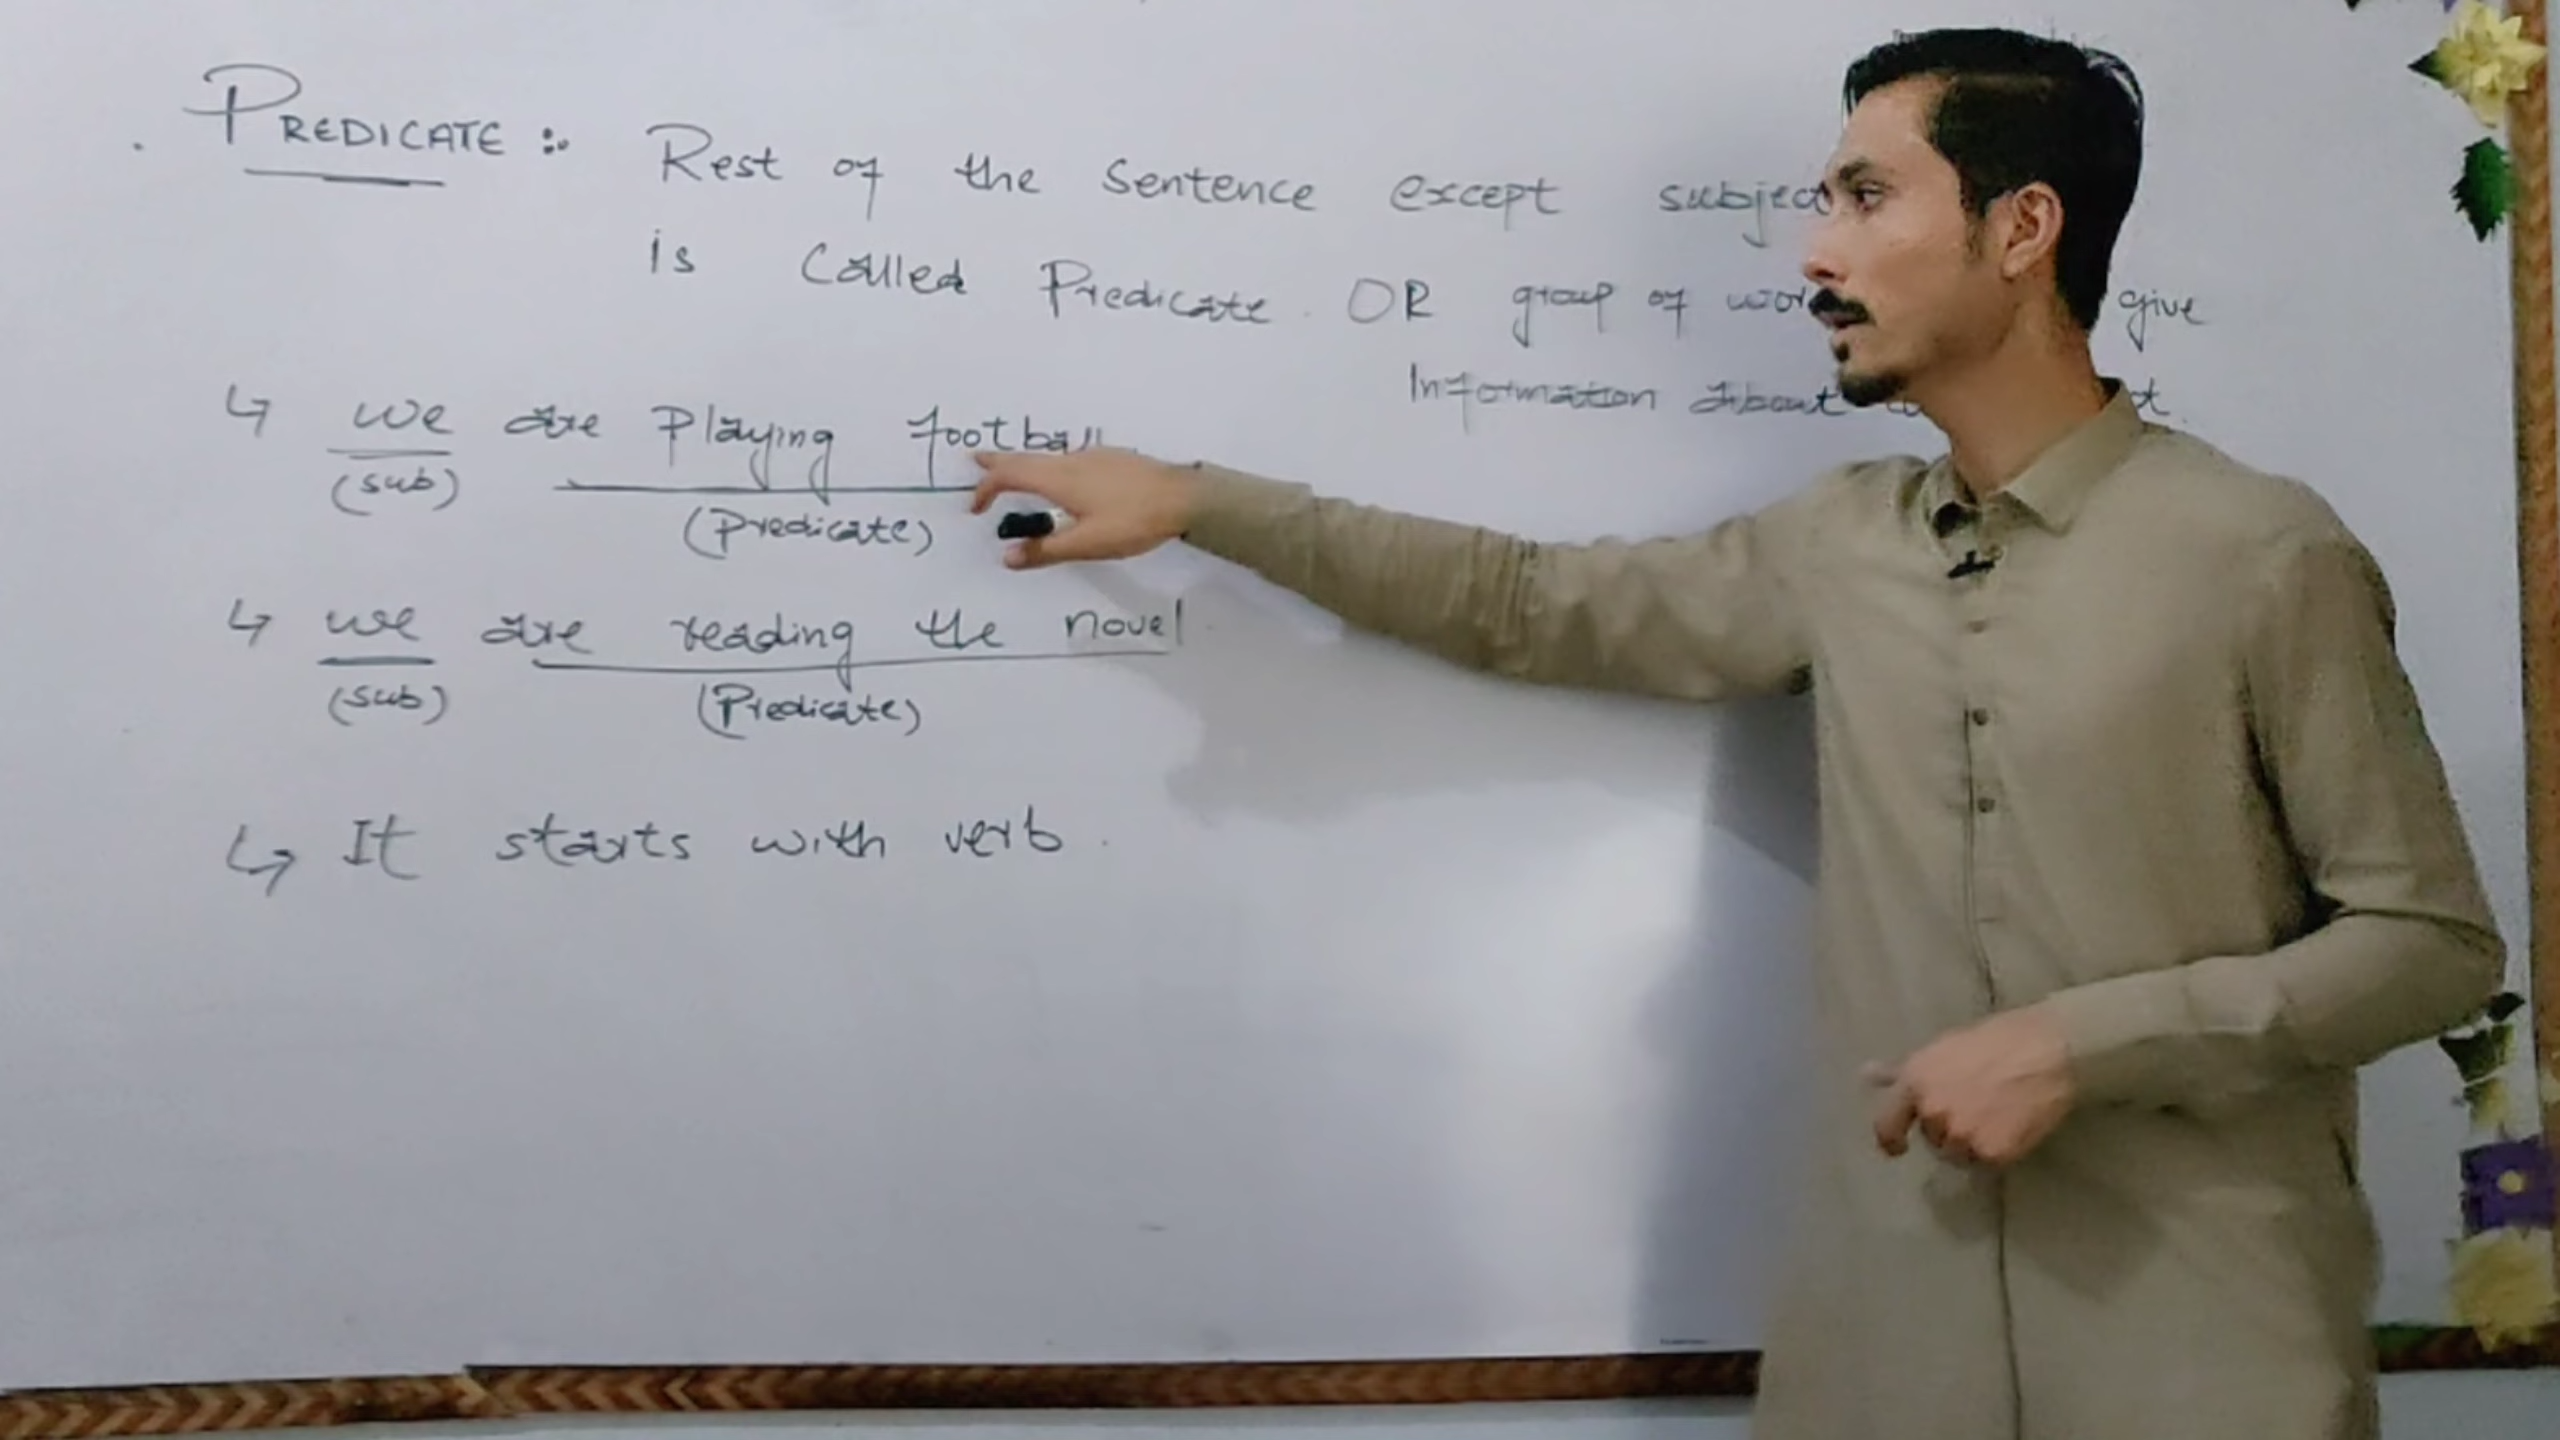 PREDICATE :- Rest of the sentence except subject
is called Predicate. OR group of give
Information About
↳ we are Playing football
(sub) (Predicate)
↳ we are reading the novel.
(sub) (Predicate)
↳ It starts with verb.